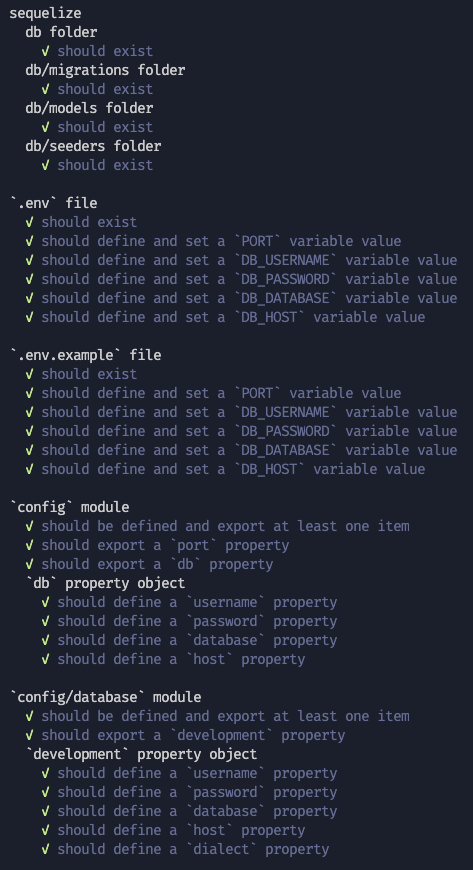 sequelize
db folder
✔ should exist
db/migrations folder
✔ should exist
db/models folder
✔ should exist
db/seeders folder
✔ should exist
`.env` file
✔ should exist
✔ should define and set a `PORT` variable value
✔ should define and set a `DB_USERNAME` variable value
✔ should define and set a `DB_PASSWORD` variable value
✔ should define and set a `DB_DATABASE` variable value
✔ should define and set a `DB_HOST` variable value
`.env.example` file
✔ should exist
✔ should define and set a `PORT` variable value
✔ should define and set a `DB_USERNAME` variable value
✔ should define and set a `DB_PASSWORD` variable value
✔ should define and set a `DB_DATABASE` variable value
✔ should define and set a `DB_HOST` variable value
`config` module
✔ should be defined and export at least one item
✔ should export a `port` property
✔ should export a `db` property
`db` property object
✔ should define a `username` property
✔ should define a `password` property
✔ should define a `database` property
✔ should define a `host` property
`config/database` module
✔ should be defined and export at least one item
✔ should export a `development` property
`development` property object
✔ should define a `username` property
✔ should define a `password` property
✔ should define a `database` property
✔ should define a `host` property
✔ should define a `dialect` property